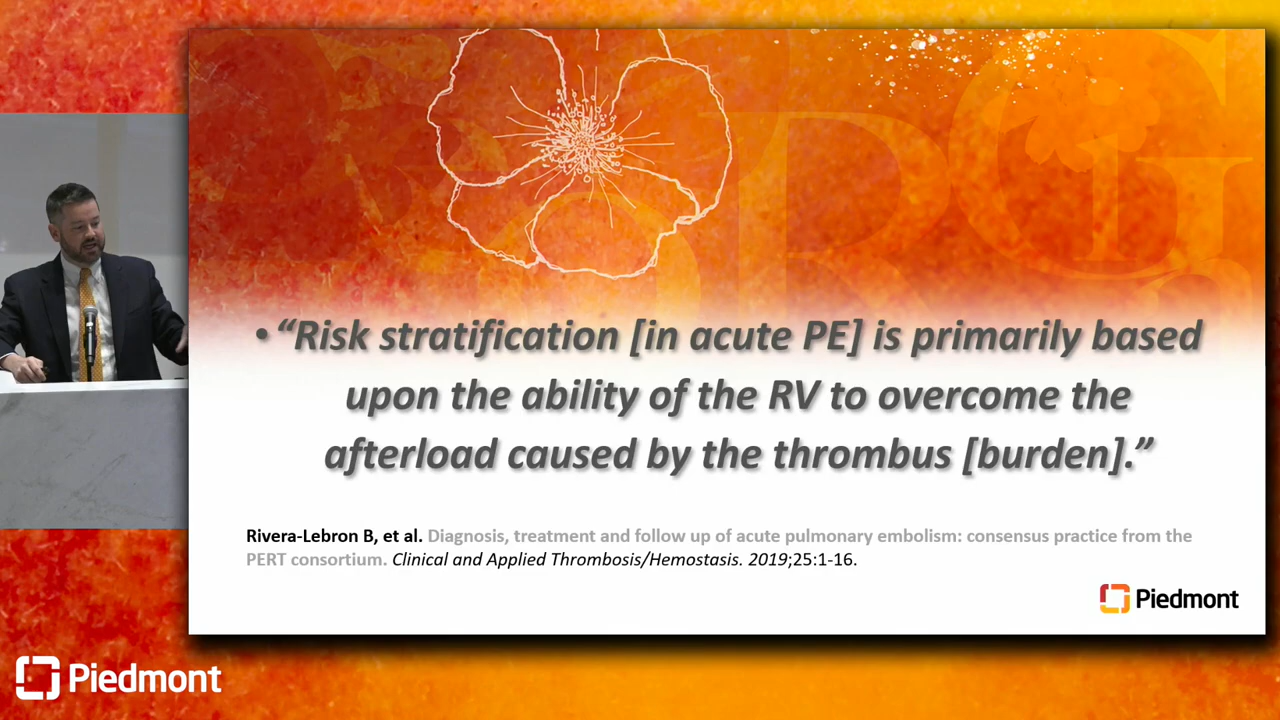 • “Risk stratification [in acute PE] is primarily based
upon the ability of the RV to overcome the
afterload caused by the thrombus [burden].”
Rivera-Lebron B, et al. Diagnosis, treatment and follow up of acute pulmonary embolism: consensus practice from the
PERT consortium. Clinical and Applied Thrombosis/Hemostasis. 2019;25:1-16.
Piedmont
Piedmont